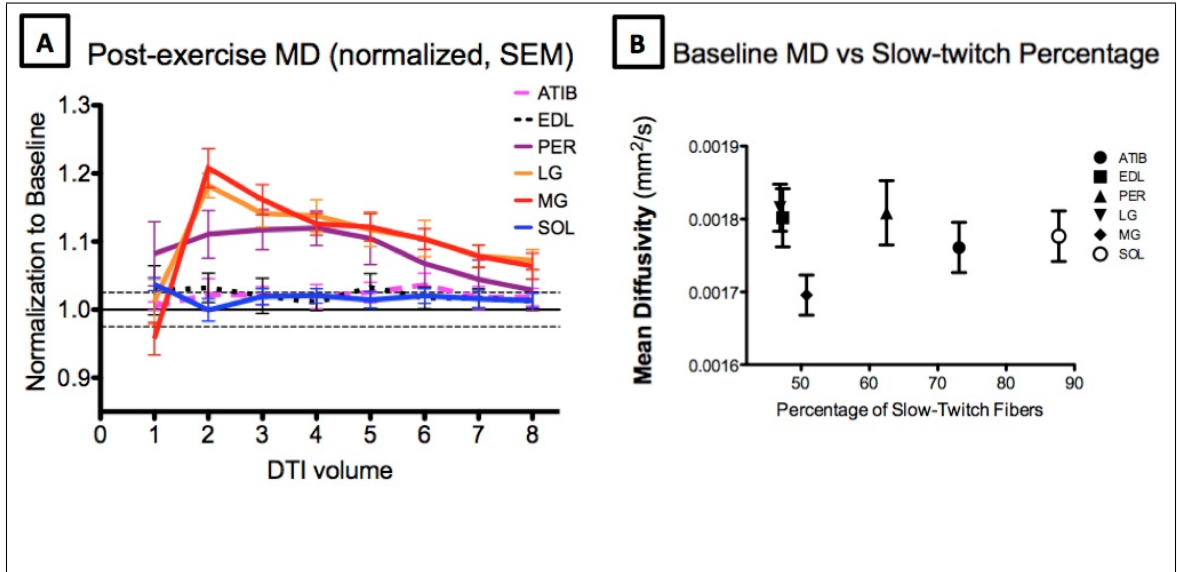 A
Post-exercise MD (normalized, SEM)
Normalization to Baseline
1.3
1.2
1.1
1.0
0.9
0 1 2 3 4 5 6 7 8
DTI volume
ATIB
EDL
PER
LG
MG
SOL
B
Baseline MD vs Slow-twitch Percentage
Mean Diffusivity (mm²/s)
0.0019
0.0018
0.0017
0.0016
50 60 70 80 90
Percentage of Slow-Twitch Fibers
ATIB
EDL
PER
LG
MG
SOL